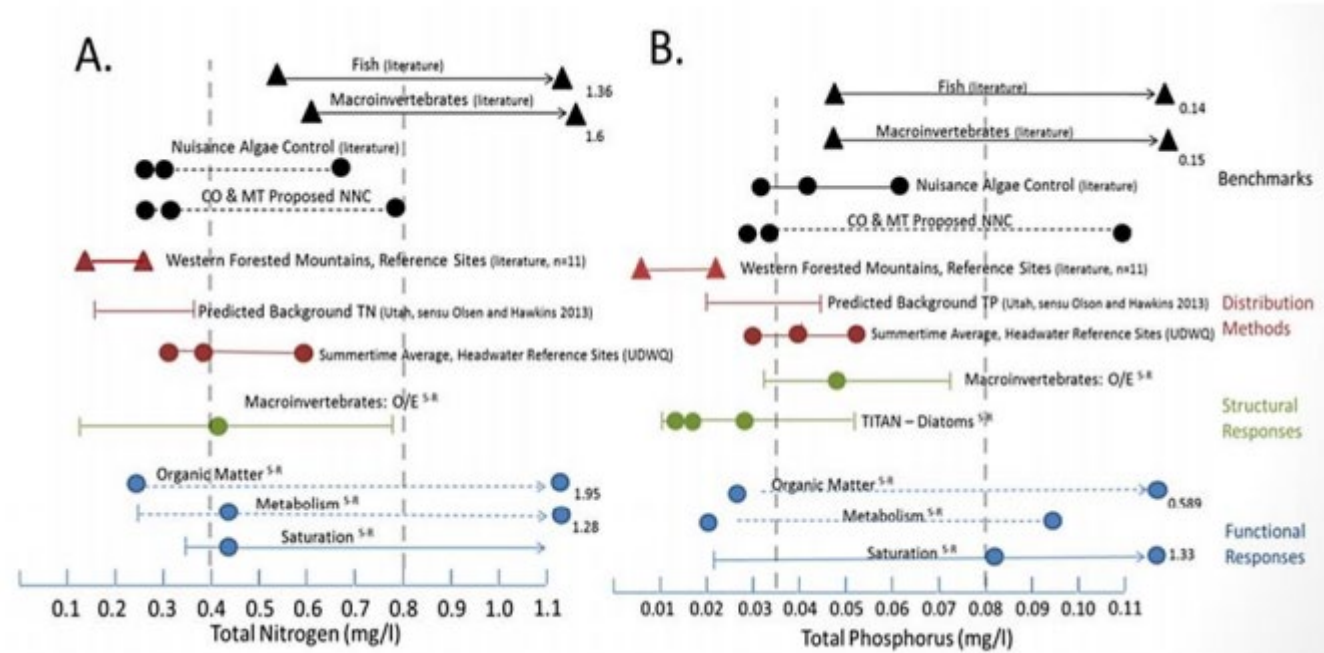 A.
Fish (literature)
1.36
Macroinvertebrates (literature)
1.6
Nuisance Algae Control (literature)
CO & MT Proposed NNC
Western Forested Mountains, Reference Sites (literature, n=11)
Predicted Background TN (Utah, sensu Olsen and Hawkins 2013)
Summertime Average, Headwater Reference Sites (UDWQ)
Macroinvertebrates: O/E S-R
Organic Matter S-R
1.95
Metabolism S-R
1.28
Saturation S-R
0.1 0.2 0.3 0.4 0.5 0.6 0.7 0.8 0.9 1.0 1.1
Total Nitrogen (mg/l)
B.
Fish (literature)
0.14
Macroinvertebrates (literature)
0.15
Nuisance Algae Control (literature)
CO & MT Proposed NNC
Western Forested Mountains, Reference Sites (literature, n=11)
Predicted Background TP (Utah, sensu Olson and Hawkins 2013)
Summertime Average, Headwater Reference Sites (UDWQ)
Macroinvertebrates: O/E S-R
TITAN – Diatoms S-R
Organic Matter S-R
0.589
Metabolism S-R
Saturation S-R
1.33
0.01 0.02 0.03 0.04 0.05 0.06 0.07 0.08 0.09 0.10 0.11
Total Phosphorus (mg/l)
Benchmarks
Distribution
Methods
Structural
Responses
Functional
Responses